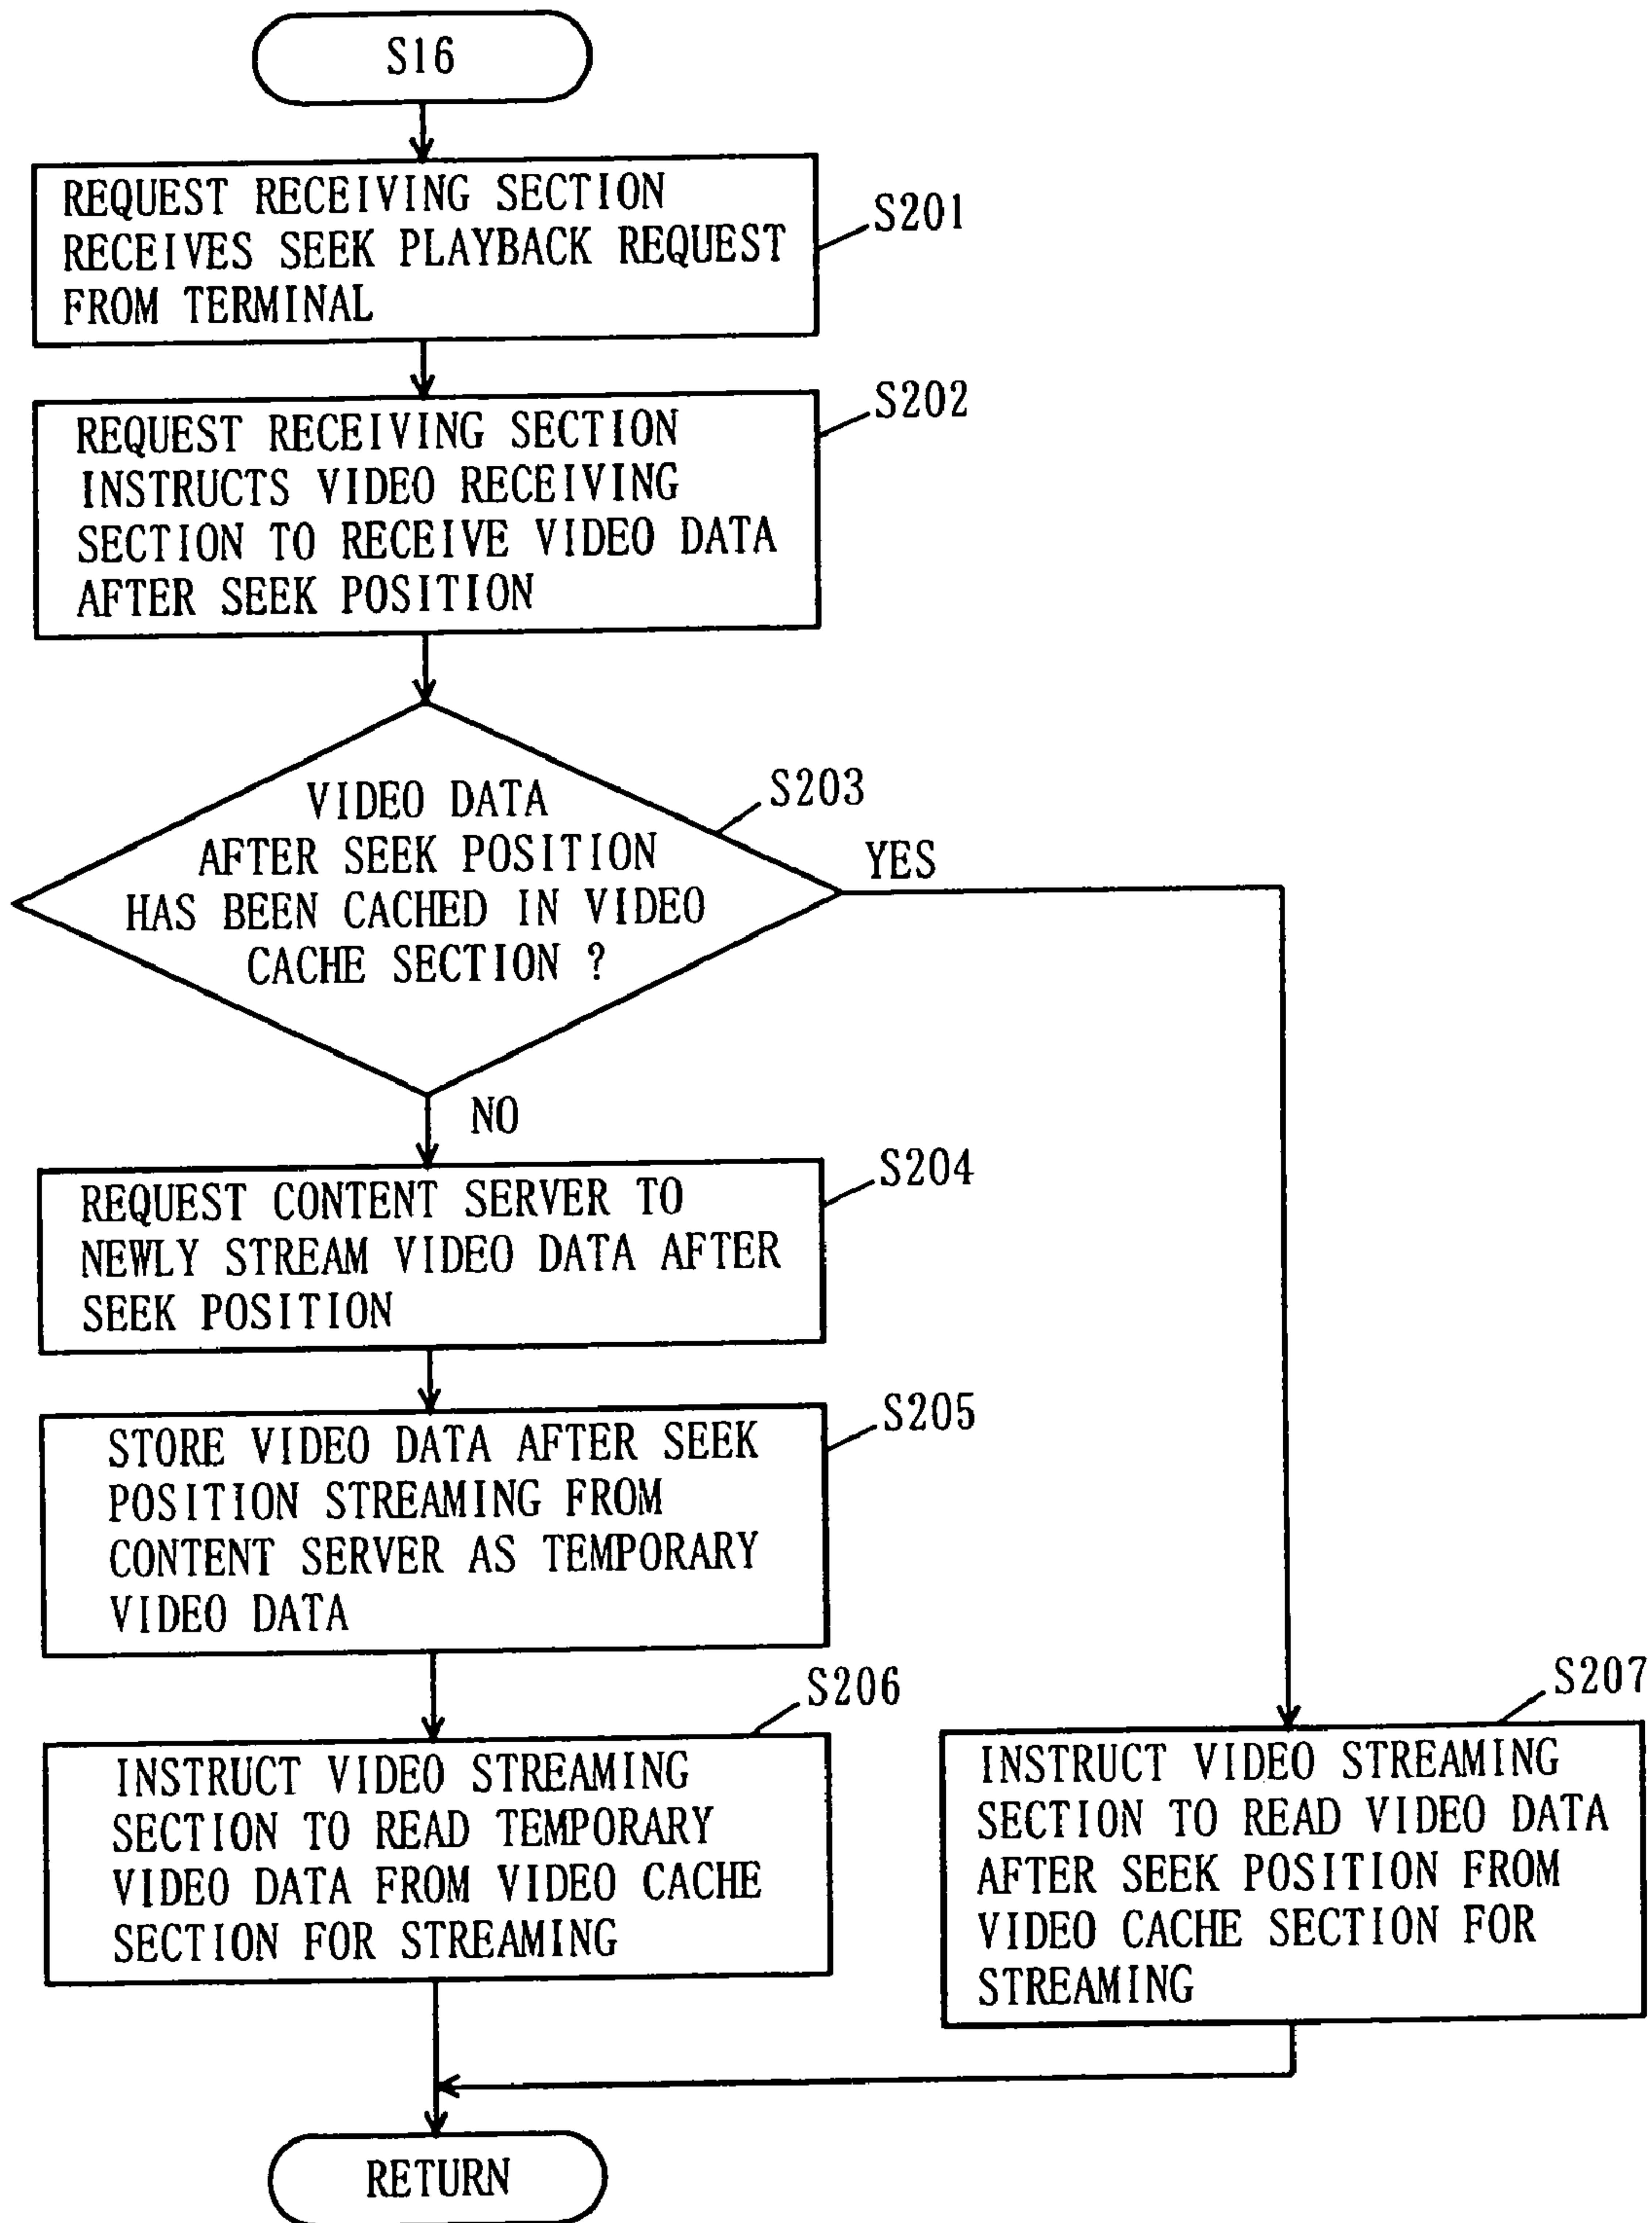 S16
REQUEST RECEIVING SECTION
RECEIVES SEEK PLAYBACK REQUEST
FROM TERMINAL
S201
REQUEST RECEIVING SECTION
INSTRUCTS VIDEO RECEIVING
SECTION TO RECEIVE VIDEO DATA
AFTER SEEK POSITION
S202
VIDEO DATA
AFTER SEEK POSITION
HAS BEEN CACHED IN VIDEO
CACHE SECTION ?
S203
YES
NO
REQUEST CONTENT SERVER TO
NEWLY STREAM VIDEO DATA AFTER
SEEK POSITION
S204
STORE VIDEO DATA AFTER SEEK
POSITION STREAMING FROM
CONTENT SERVER AS TEMPORARY
VIDEO DATA
S205
INSTRUCT VIDEO STREAMING
SECTION TO READ TEMPORARY
VIDEO DATA FROM VIDEO CACHE
SECTION FOR STREAMING
S206
INSTRUCT VIDEO STREAMING
SECTION TO READ VIDEO DATA
AFTER SEEK POSITION FROM
VIDEO CACHE SECTION FOR
STREAMING
S207
RETURN